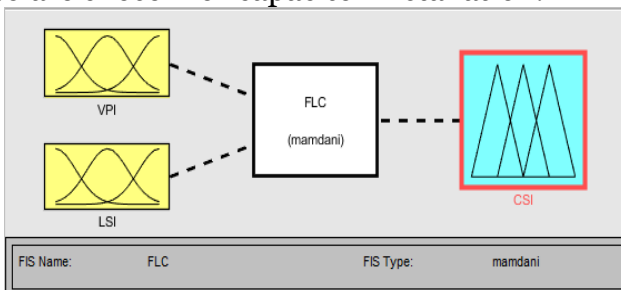 VPI
FLC
(mamdani)
LSI
CSI
FIS Name: FLC FIS Type: mamdani